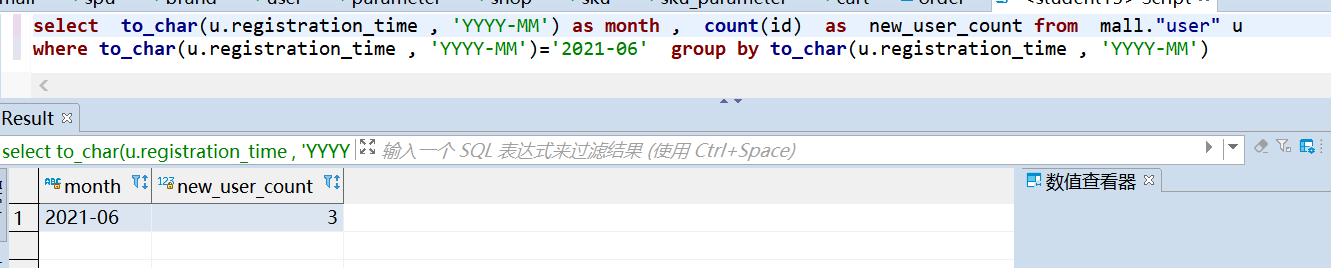 spu brand user parameter shop sku sku_parameter cart order <student15> Script
select to_char(u.registration_time , 'YYYY-MM') as month , count(id) as new_user_count from mall."user" u
where to_char(u.registration_time , 'YYYY-MM')='2021-06' group by to_char(u.registration_time , 'YYYY-MM')
Result
select to_char(u.registration_time , 'YYYY 输入一个 SQL 表达式来过滤结果 (使用 Ctrl+Space)
ABC month 123 new_user_count 数值查看器
1 2021-06 3